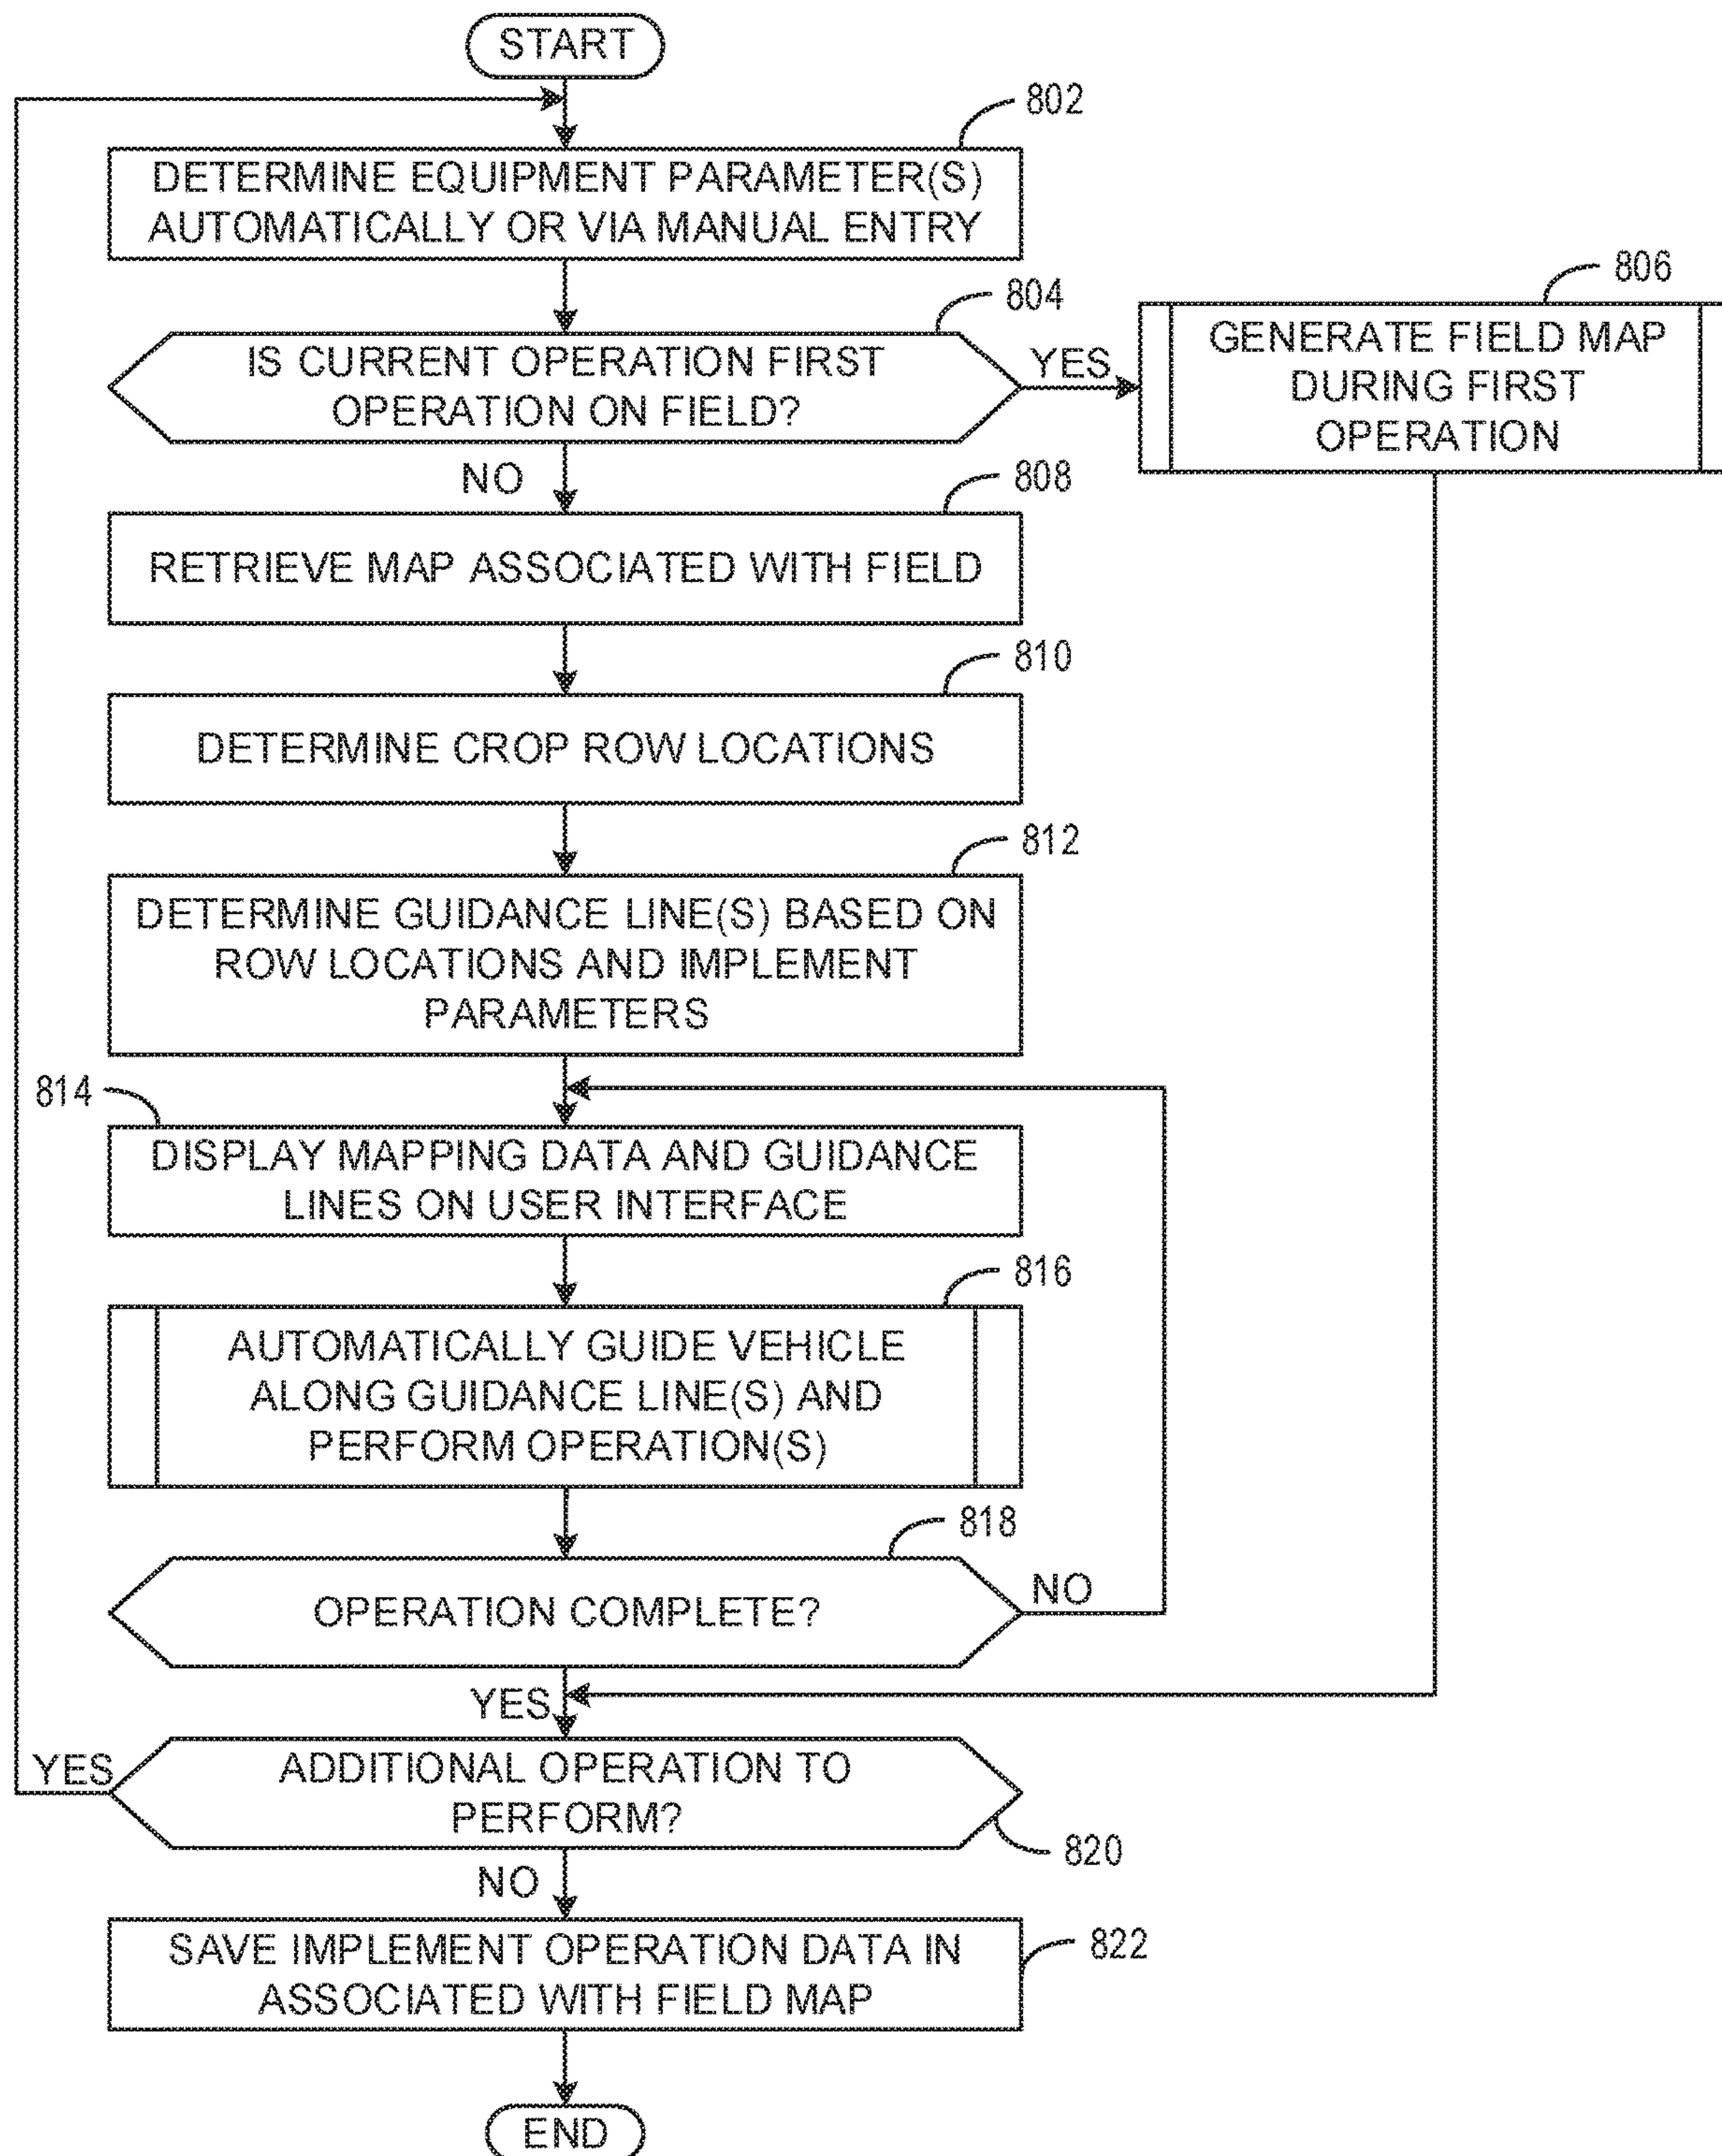 START
802
DETERMINE EQUIPMENT PARAMETER(S)
AUTOMATICALLY OR VIA MANUAL ENTRY
804
IS CURRENT OPERATION FIRST
OPERATION ON FIELD?
YES
806
GENERATE FIELD MAP
DURING FIRST
OPERATION
NO
808
RETRIEVE MAP ASSOCIATED WITH FIELD
810
DETERMINE CROP ROW LOCATIONS
812
DETERMINE GUIDANCE LINE(S) BASED ON
ROW LOCATIONS AND IMPLEMENT
PARAMETERS
814
DISPLAY MAPPING DATA AND GUIDANCE
LINES ON USER INTERFACE
816
AUTOMATICALLY GUIDE VEHICLE
ALONG GUIDANCE LINE(S) AND
PERFORM OPERATION(S)
818
OPERATION COMPLETE?
NO
YES
YES
ADDITIONAL OPERATION TO
PERFORM?
820
NO
822
SAVE IMPLEMENT OPERATION DATA IN
ASSOCIATED WITH FIELD MAP
END